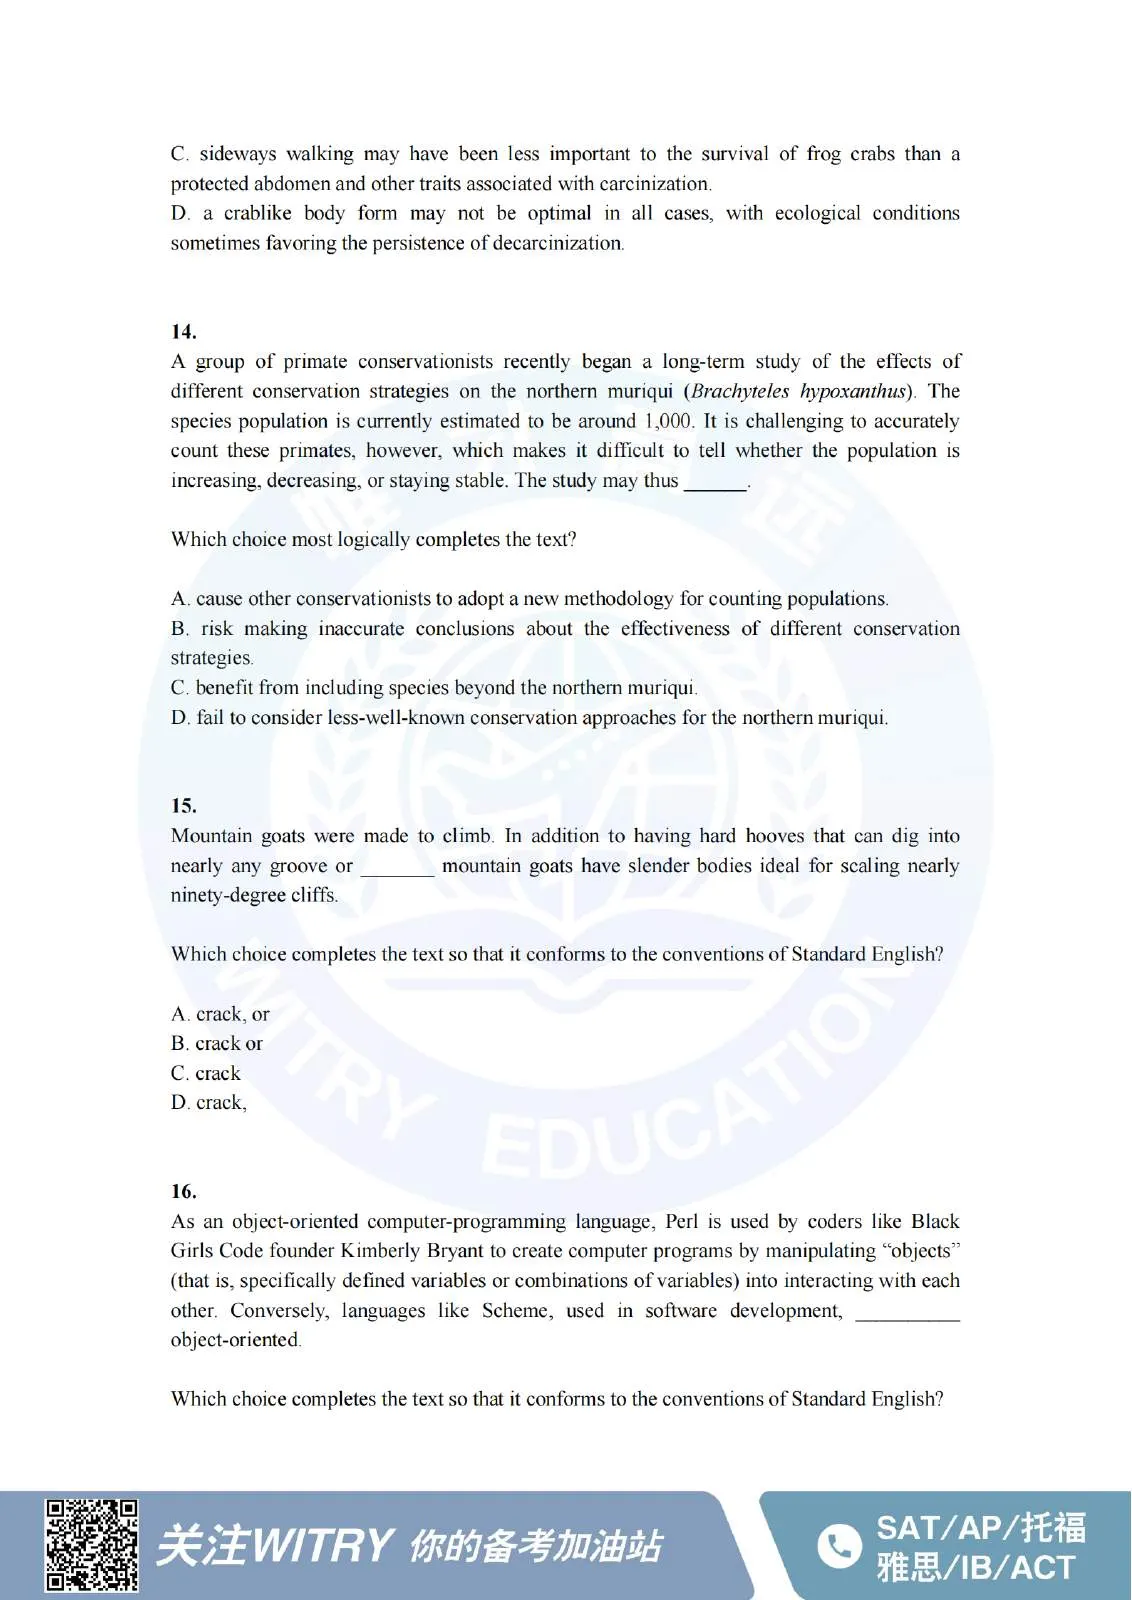 C. sideways walking may have been less important to the survival of frog crabs than a
protected abdomen and other traits associated with carcinization.
D. a crablike body form may not be optimal in all cases, with ecological conditions
sometimes favoring the persistence of decarcinization.
14.
A group of primate conservationists recently began a long-term study of the effects of
different conservation strategies on the northern muriqui (Brachyteles hypoxanthus). The
species population is currently estimated to be around 1,000. It is challenging to accurately
count these primates, however, which makes it difficult to tell whether the population is
increasing, decreasing, or staying stable. The study may thus ______.
Which choice most logically completes the text?
A. cause other conservationists to adopt a new methodology for counting populations.
B. risk making inaccurate conclusions about the effectiveness of different conservation
strategies.
C. benefit from including species beyond the northern muriqui.
D. fail to consider less-well-known conservation approaches for the northern muriqui.
15.
Mountain goats were made to climb. In addition to having hard hooves that can dig into
nearly any groove or _______ mountain goats have slender bodies ideal for scaling nearly
ninety-degree cliffs.
Which choice completes the text so that it conforms to the conventions of Standard English?
A. crack, or
B. crack or
C. crack
D. crack,
16.
As an object-oriented computer-programming language, Perl is used by coders like Black
Girls Code founder Kimberly Bryant to create computer programs by manipulating “objects”
(that is, specifically defined variables or combinations of variables) into interacting with each
other. Conversely, languages like Scheme, used in software development, __________
object-oriented.
Which choice completes the text so that it conforms to the conventions of Standard English?
唯才高远
WITRY EDUCATION
关注WITRY 你的备考加油站
SAT/AP/托福
雅思/IB/ACT